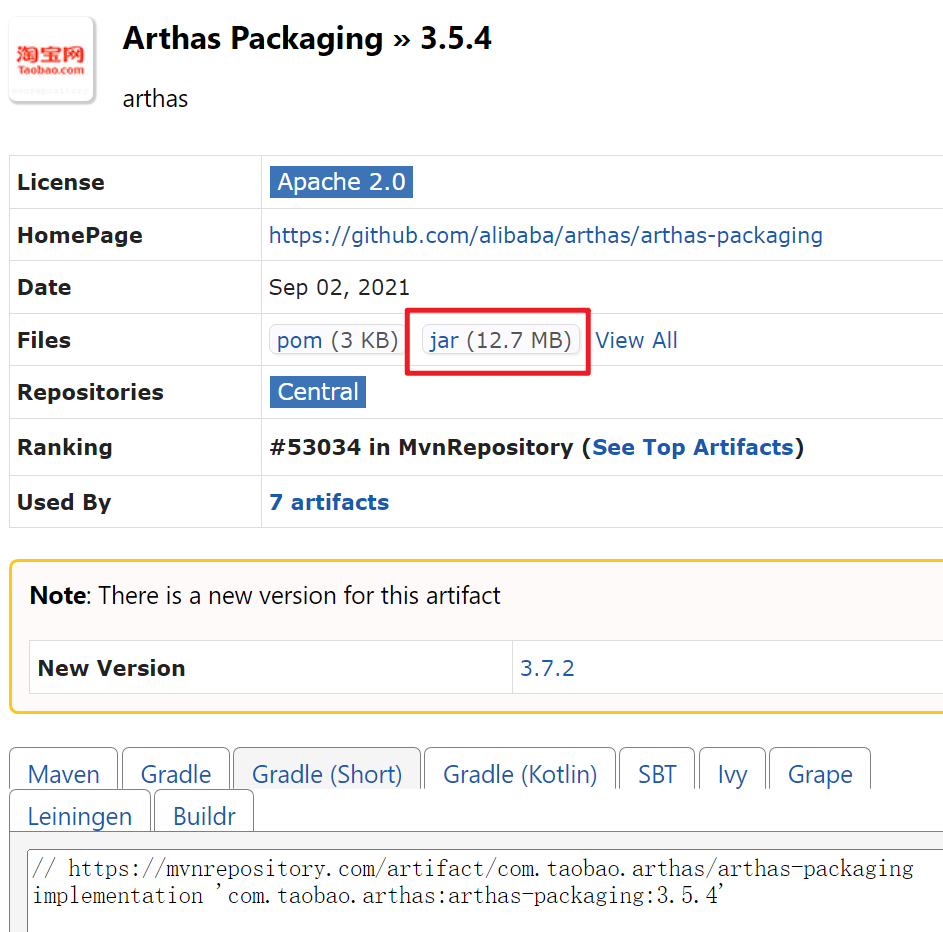 淘宝网
Taobao.com
mvnrepository
Arthas Packaging » 3.5.4
arthas
License Apache 2.0
HomePage https://github.com/alibaba/arthas/arthas-packaging
Date Sep 02, 2021
Files pom (3 KB) jar (12.7 MB) View All
Repositories Central
Ranking #53034 in MvnRepository (See Top Artifacts)
Used By 7 artifacts
Note: There is a new version for this artifact
New Version 3.7.2
Maven Gradle Gradle (Short) Gradle (Kotlin) SBT Ivy Grape
Leiningen Buildr
// https://mvnrepository.com/artifact/com.taobao.arthas/arthas-packaging
implementation 'com.taobao.arthas:arthas-packaging:3.5.4'